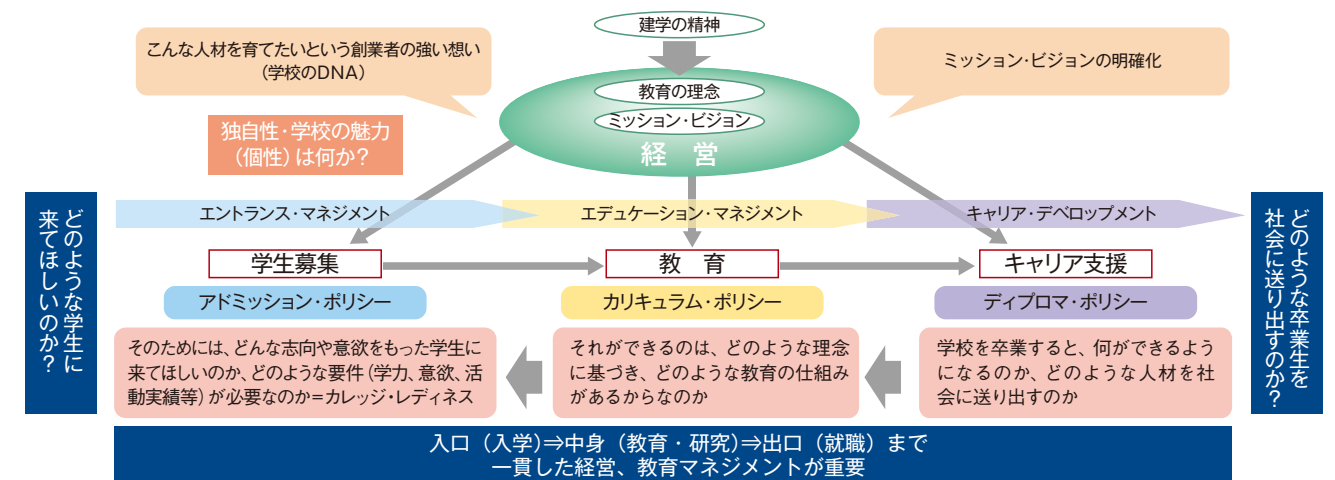 建学の精神
こんな人材を育てたいという創業者の強い想い
(学校のDNA)
ミッション・ビジョンの明確化
教育の理念
ミッション・ビジョン
経 営
独自性・学校の魅力
(個性)は何か?
どのような学生に
来てほしいのか?
エントランス・マネジメント
エデュケーション・マネジメント
キャリア・デベロップメント
学生募集
教 育
キャリア支援
アドミッション・ポリシー
カリキュラム・ポリシー
ディプロマ・ポリシー
そのためには、どんな志向や意欲をもった学生に
来てほしいのか、どのような要件(学力、意欲、活
動実績等)が必要なのか=カレッジ・レディネス
それができるのは、どのような理念
に基づき、どのような教育の仕組み
があるからなのか
学校を卒業すると、何ができるよう
になるのか、どのような人材を社
会に送り出すのか
どのような卒業生を
社会に送り出すのか?
入口(入学)⇒中身(教育・研究)⇒出口(就職)まで
一貫した経営、教育マネジメントが重要